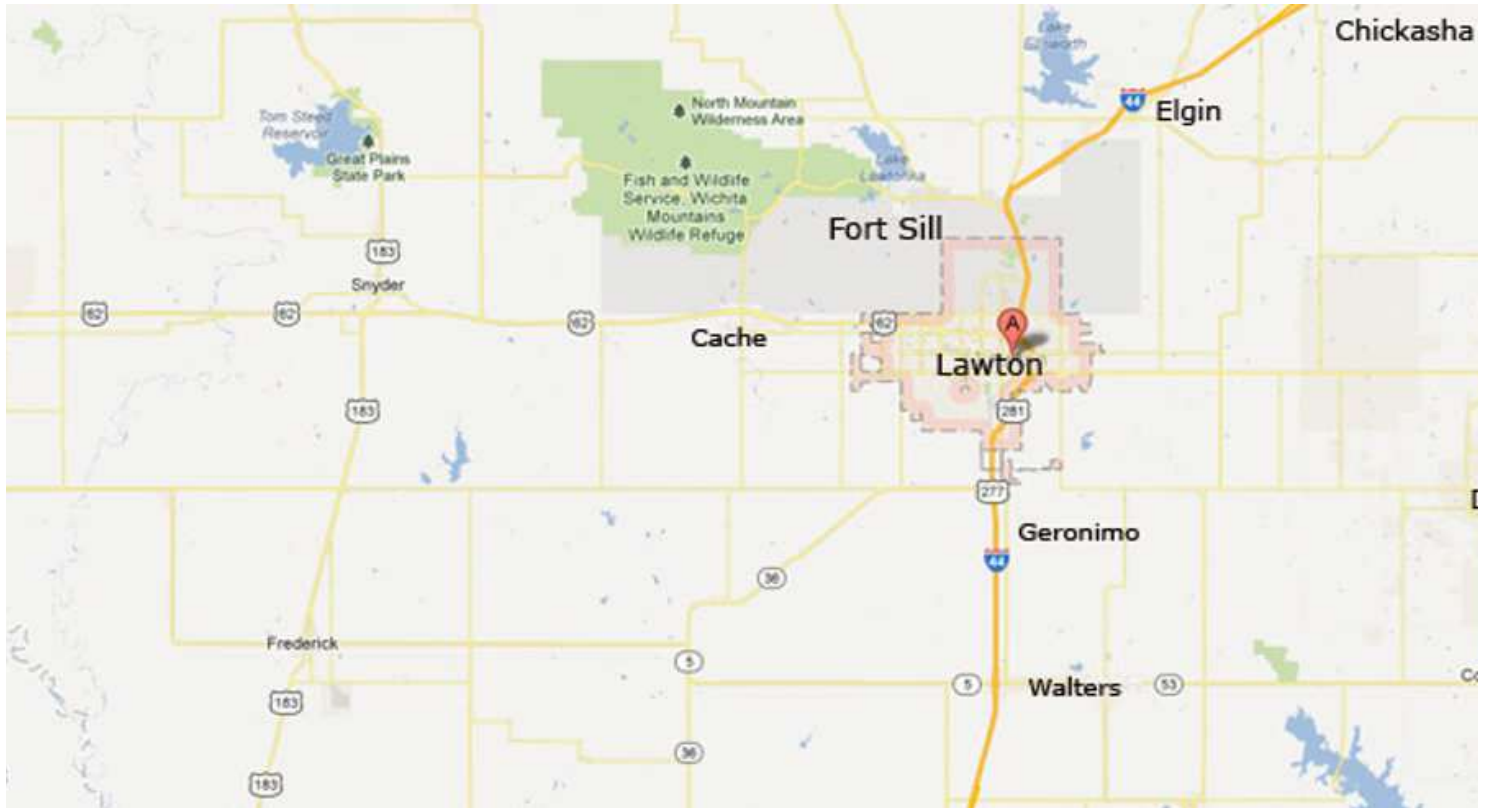 Chickasha
Lake
Ellsworth
44
Elgin
North Mountain
Wilderness Area
Tom Steed
Reservoir
Great Plains
State Park
Lake
Lawtonka
Fish and Wildlife
Service, Wichita
Mountains
Wildlife Refuge
Fort Sill
183
Snyder
62
62
62
62
A
Cache
Lawton
183
281
277
Geronimo
44
36
Frederick
5
5
Walters
53
183
36
183